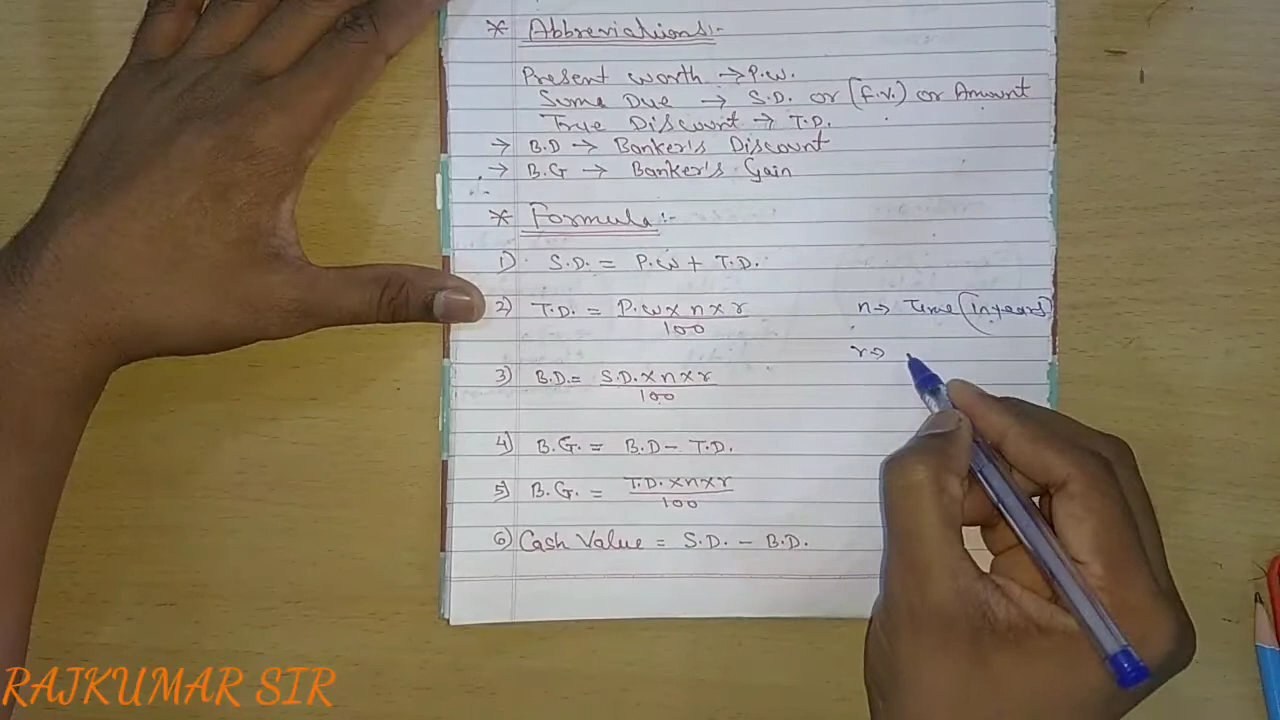 * Abbreviations:-
Present worth → P.W.
Sume Due → S.D. or (F.V.) or Amount
True Discount → T.D.
→ B.D → Banker's Discount
→ B.G → Banker's Gain
* Formula:-
1) S.D. = P.W + T.D.
2) T.D. = P.W × n × r / 100 n → Time (in years)
r →
3) B.D. = S.D. × n × r / 100
4) B.G. = B.D - T.D.
5) B.G. = T.D. × n × r / 100
6) Cash Value = S.D. - B.D.
RAJKUMAR SIR